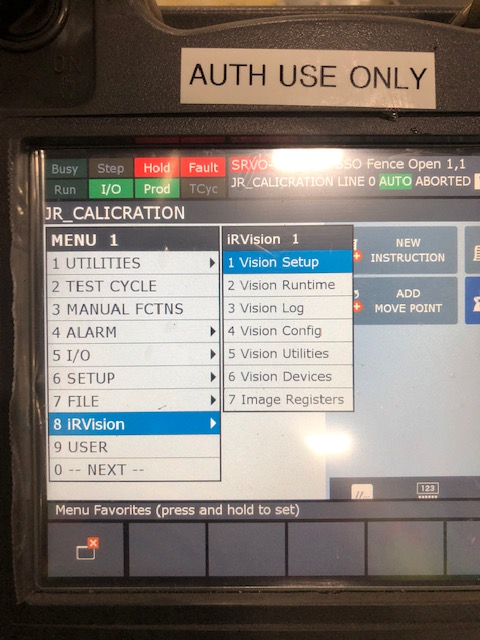 ON
AUTH USE ONLY
Busy Step Hold Fault SRVO- SSO Fence Open 1,1
Run I/O Prod TCyc JR_CALICRATION LINE 0 AUTO ABORTED
JR_CALICRATION
MENU 1
1 UTILITIES
2 TEST CYCLE
3 MANUAL FCTNS
4 ALARM
5 I/O
6 SETUP
7 FILE
8 iRVision
9 USER
0 -- NEXT --
iRVision 1
1 Vision Setup
2 Vision Runtime
3 Vision Log
4 Vision Config
5 Vision Utilities
6 Vision Devices
7 Image Registers
NEW
INSTRUCTION
ADD
MOVE POINT
//--
123
Menu Favorites (press and hold to set)